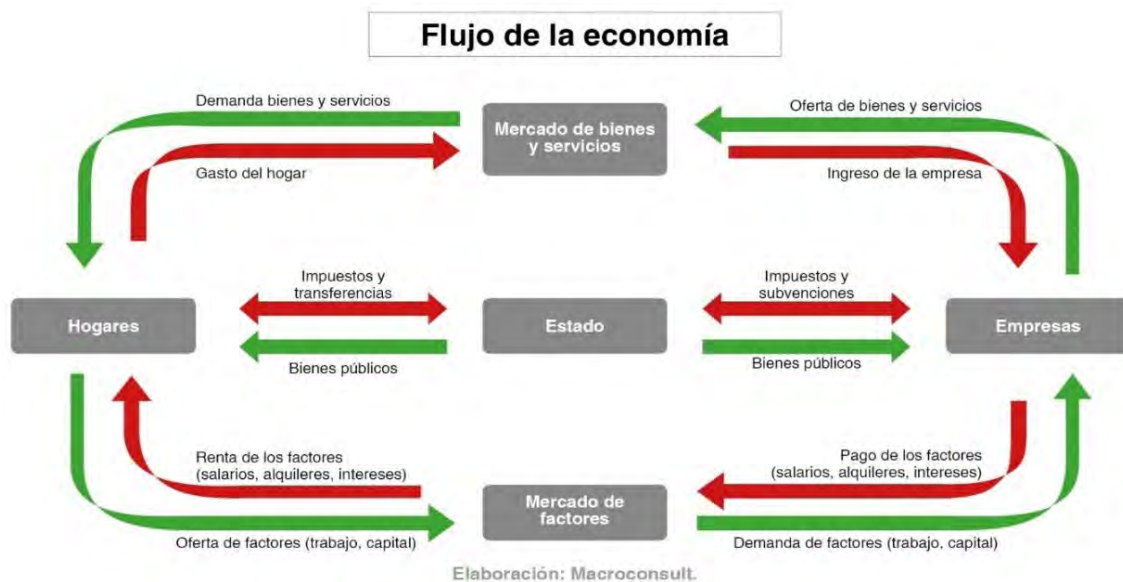 Flujo de la economía
Demanda bienes y servicios
Oferta de bienes y servicios
Mercado de bienes
y servicios
Gasto del hogar
Ingreso de la empresa
Impuestos y
transferencias
Impuestos y
subvenciones
Hogares
Estado
Empresas
Bienes públicos
Bienes públicos
Renta de los factores
(salarios, alquileres, intereses)
Pago de los factores
(salarios, alquileres, intereses)
Mercado de
factores
Oferta de factores (trabajo, capital)
Demanda de factores (trabajo, capital)
Elaboración: Macroconsult.